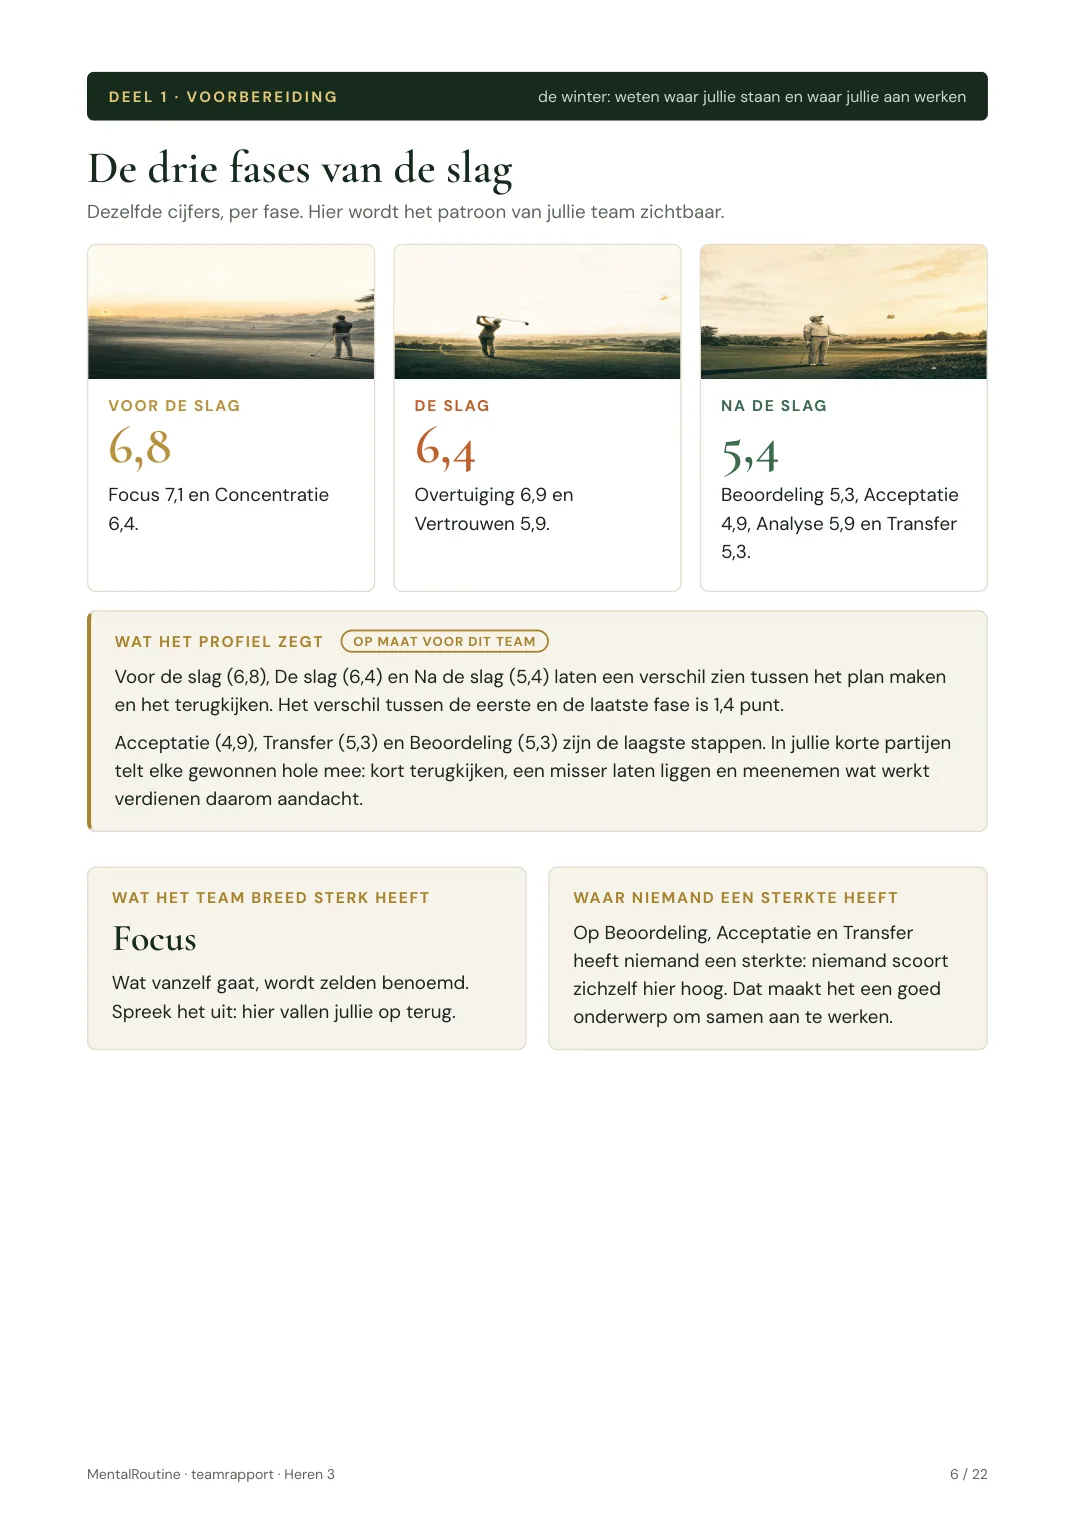 DEEL 1 · VOORBEREIDING
de winter: weten waar jullie staan en waar jullie aan werken
De drie fases van de slag
Dezelfde cijfers, per fase. Hier wordt het patroon van jullie team zichtbaar.
VOOR DE SLAG
6,8
Focus 7,1 en Concentratie
6,4.
DE SLAG
6,4
Overtuiging 6,9 en
Vertrouwen 5,9.
NA DE SLAG
5,4
Beoordeling 5,3, Acceptatie
4,9, Analyse 5,9 en Transfer
5,3.
WAT HET PROFIEL ZEGT
OP MAAT VOOR DIT TEAM
Voor de slag (6,8), De slag (6,4) en Na de slag (5,4) laten een verschil zien tussen het plan maken
en het terugkijken. Het verschil tussen de eerste en de laatste fase is 1,4 punt.
Acceptatie (4,9), Transfer (5,3) en Beoordeling (5,3) zijn de laagste stappen. In jullie korte partijen
telt elke gewonnen hole mee: kort terugkijken, een misser laten liggen en meenemen wat werkt
verdienen daarom aandacht.
WAT HET TEAM BREED STERK HEEFT
Focus
Wat vanzelf gaat, wordt zelden benoemd.
Spreek het uit: hier vallen jullie op terug.
WAAR NIEMAND EEN STERKTE HEEFT
Op Beoordeling, Acceptatie en Transfer
heeft niemand een sterkte: niemand scoort
zichzelf hier hoog. Dat maakt het een goed
onderwerp om samen aan te werken.
MentalRoutine · teamrapport · Heren 3
6 / 22